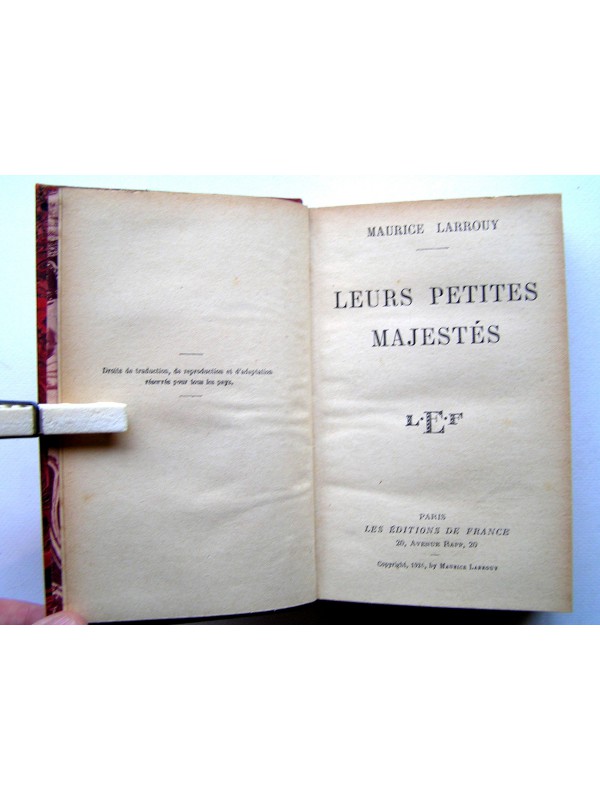 Droits de traduction, de reproduction et d'adaptation
réservés pour tous les pays.
MAURICE LARROUY
LEURS PETITES
MAJESTÉS
L·E·F
PARIS
LES ÉDITIONS DE FRANCE
20, AVENUE RAPP, 20
Copyright, by MAURICE LARROUY